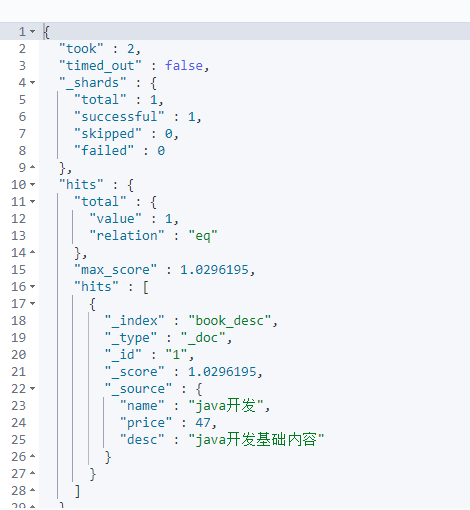 1 {
2 "took" : 2,
3 "timed_out" : false,
4 "_shards" : {
5 "total" : 1,
6 "successful" : 1,
7 "skipped" : 0,
8 "failed" : 0
9 },
10 "hits" : {
11 "total" : {
12 "value" : 1,
13 "relation" : "eq"
14 },
15 "max_score" : 1.0296195,
16 "hits" : [
17 {
18 "_index" : "book_desc",
19 "_type" : "_doc",
20 "_id" : "1",
21 "_score" : 1.0296195,
22 "_source" : {
23 "name" : "java开发",
24 "price" : 47,
25 "desc" : "java开发基础内容"
26 }
27 }
28 ]
29 }